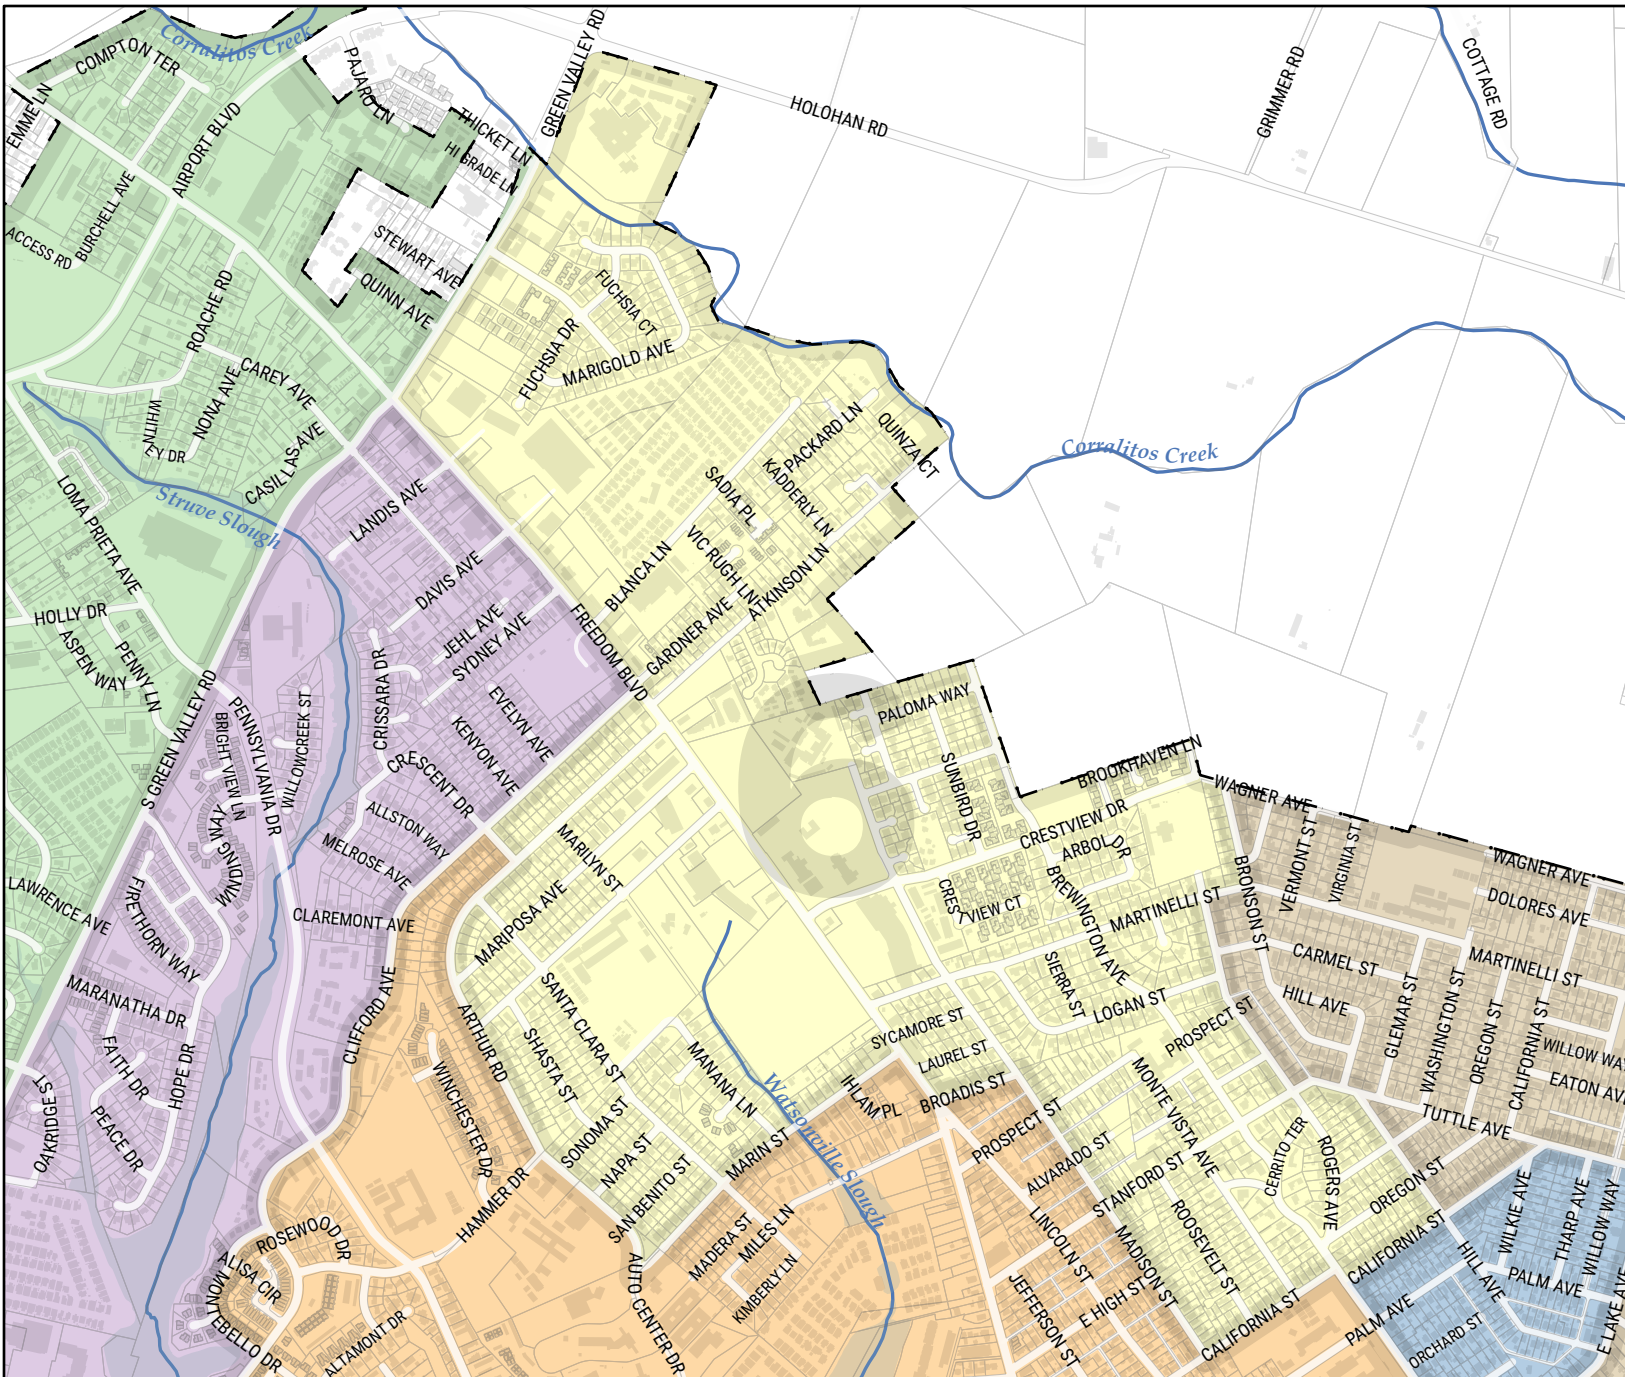 Corralitos Creek
COMPTON TER
PAJARO LN
GREEN VALLEY RD
HOLOHAN RD
GRIMMER RD
COTTAGE RD
EMME LN
AIRPORT BLVD
THICKET LN
HI GRADE LN
BURCHELL AVE
ACCESS RD
STEWART AVE
QUINN AVE
ROACHE RD
FUCHSIA CT
FUCHSIA DR
MARIGOLD AVE
CAREY AVE
NONA AVE
WHITN
EY DR
CASILLAS AVE
PACKARD LN
QUINZA CT
KADDERLY LN
SADIA PL
Corralitos Creek
LOMA PRIETA AVE
Struve Slough
LANDIS AVE
VIC RUGH LN
ATKINSON LN
BLANCA LN
DAVIS AVE
GARDNER AVE
FREEDOM BLVD
HOLLY DR
JEHL AVE
SYDNEY AVE
ASPEN WAY
PENNY LN
CRISSARA DR
S GREEN VALLEY RD
PENNSYLVANIA DR
WILLOWCREEK ST
BRIGHT VIEW LN
EVELYN AVE
KENYON AVE
PALOMA WAY
SUNBIRD DR
BROOKHAVEN LN
CRESCENT DR
ALLSTON WAY
WAGNER AVE
CRESTVIEW DR
ARBOL DR
VERMONT ST
VIRGINIA ST
WAGNER AVE
MELROSE AVE
MARILYN ST
WINDING WAY
LAWRENCE AVE
FIRETHORN WAY
CLAREMONT AVE
MARIPOSA AVE
CRES
TVIEW CT
BREWINGTON AVE
MARTINELLI ST
BRONSON ST
DOLORES AVE
MARTINELLI ST
CARMEL ST
HILL AVE
MARANATHA DR
CLIFFORD AVE
SANTA CLARA ST
SIERRA ST
LOGAN ST
ARTHUR RD
SYCAMORE ST
PROSPECT ST
GLEMAR ST
WASHINGTON ST
OREGON ST
CALIFORNIA ST
SHASTA ST
LAUREL ST
FAITH DR
HOPE DR
WINCHESTER DR
MANANA LN
IHLAM PL
BROADIS ST
WILLOW WAY
EATON AVE
OAKRIDGE ST
PEACE DR
Watsonville Slough
MONTE VISTA AVE
PROSPECT ST
TUTTLE AVE
SONOMA ST
NAPA ST
MARIN ST
ALVARADO ST
STANFORD ST
CERRITO TER
ROGERS AVE
OREGON ST
HAMMER DR
SAN BENITO ST
ROOSEVELT ST
WILKIE AVE
THARP AVE
WILLOW WAY
ROSEWOOD DR
MADERA ST
MILES LN
LINCOLN ST
MADISON ST
CALIFORNIA ST
HILL AVE
ALISA CIR
MONTEBELLO DR
ALTAMONT DR
AUTO CENTER DR
KIMBERLY LN
JEFFERSON ST
E HIGH ST
CALIFORNIA ST
PALM AVE
PALM AVE
ORCHARD ST
E LAKE AVE